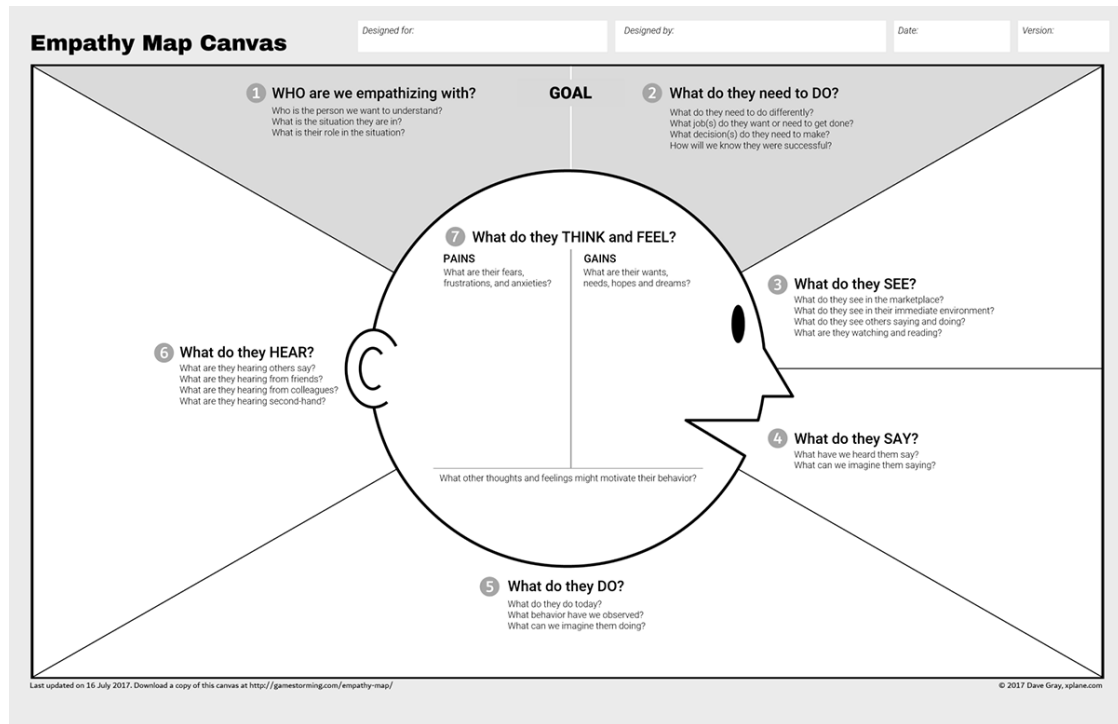 Empathy Map Canvas
Designed for:
Designed by:
Date:
Version:
1 WHO are we empathizing with?
Who is the person we want to understand?
What is the situation they are in?
What is their role in the situation?
GOAL
2 What do they need to DO?
What do they need to do differently?
What job(s) do they want or need to get done?
What decision(s) do they need to make?
How will we know they were successful?
7 What do they THINK and FEEL?
PAINS
What are their fears,
frustrations, and anxieties?
GAINS
What are their wants,
needs, hopes and dreams?
What other thoughts and feelings might motivate their behavior?
3 What do they SEE?
What do they see in the marketplace?
What do they see in their immediate environment?
What do they see others saying and doing?
What are they watching and reading?
4 What do they SAY?
What have we heard them say?
What can we imagine them saying?
5 What do they DO?
What do they do today?
What behavior have we observed?
What can we imagine them doing?
6 What do they HEAR?
What are they hearing others say?
What are they hearing from friends?
What are they hearing from colleagues?
What are they hearing second-hand?
Last updated on 16 July 2017. Download a copy of this canvas at http://gamestorming.com/empathy-map/
© 2017 Dave Gray, xplane.com